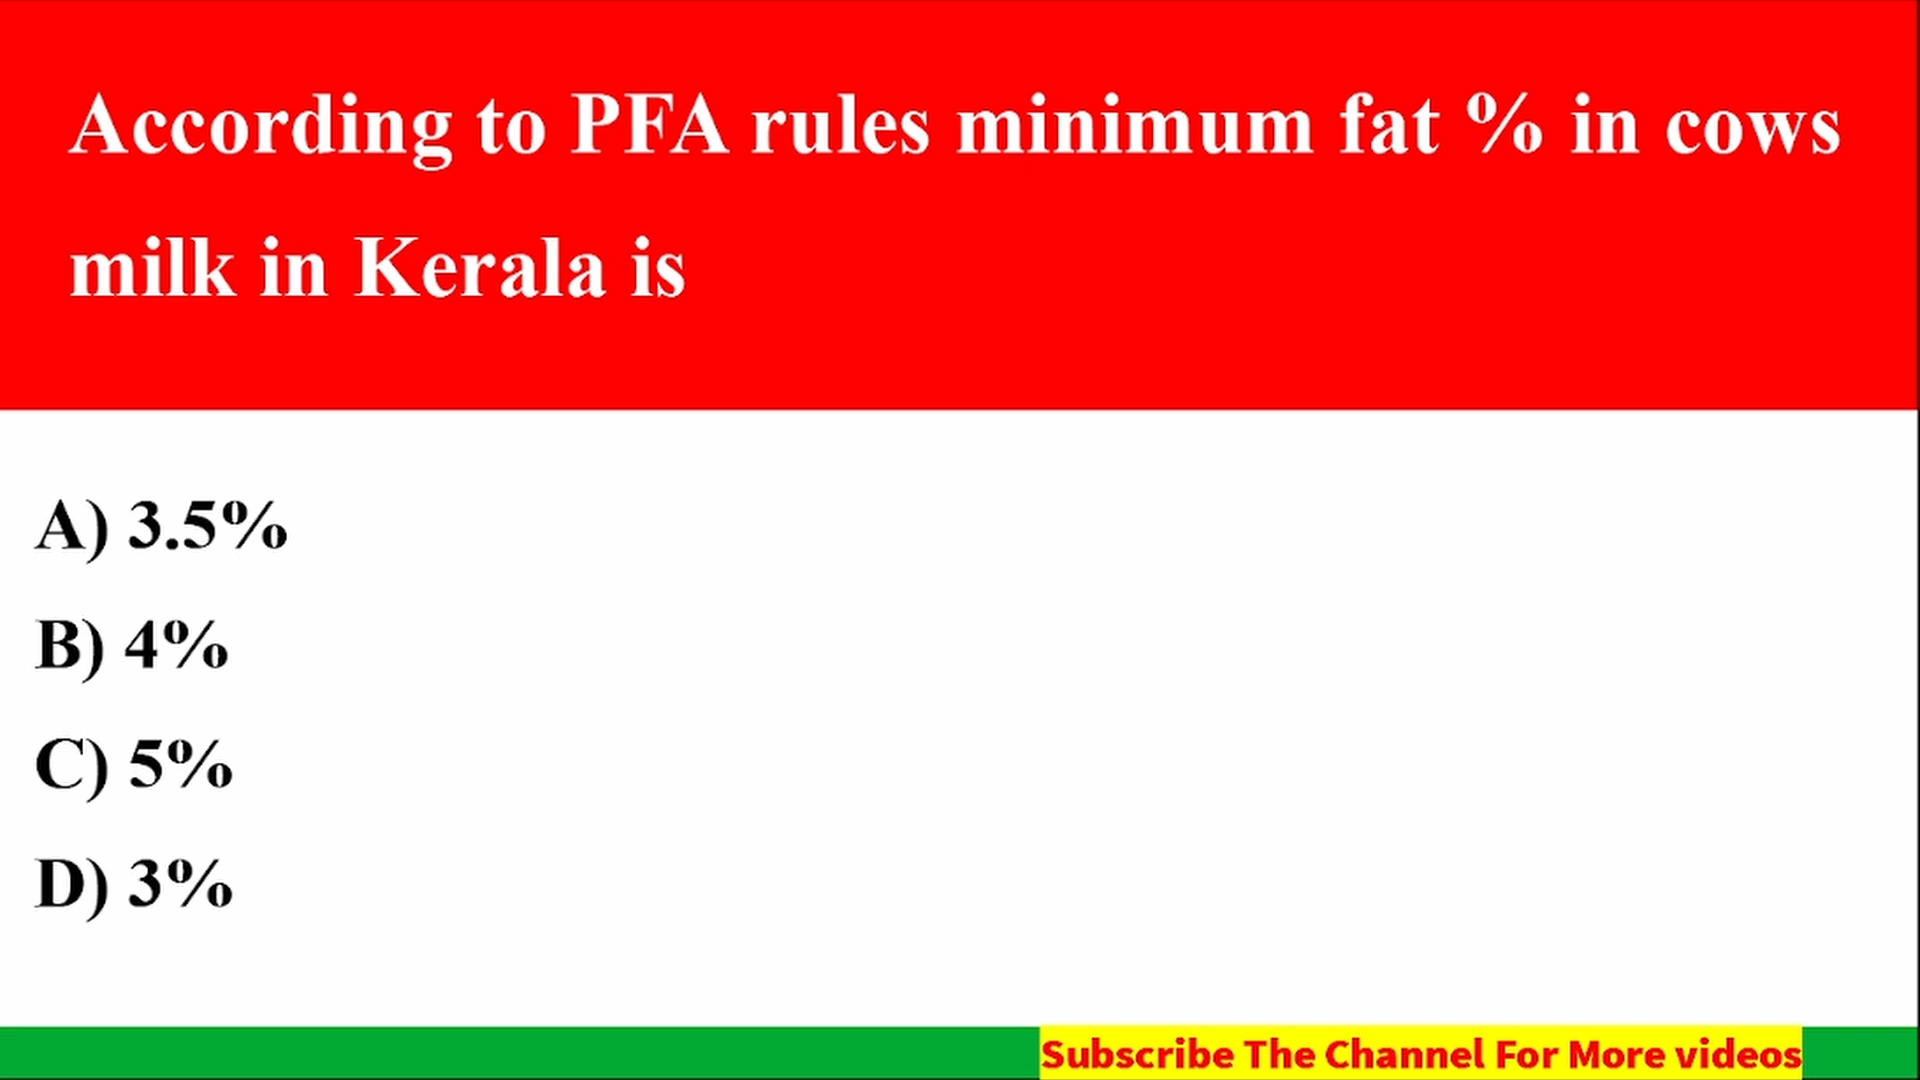 According to PFA rules minimum fat % in cows
milk in Kerala is
A) 3.5%
B) 4%
C) 5%
D) 3%
Subscribe The Channel For More videos